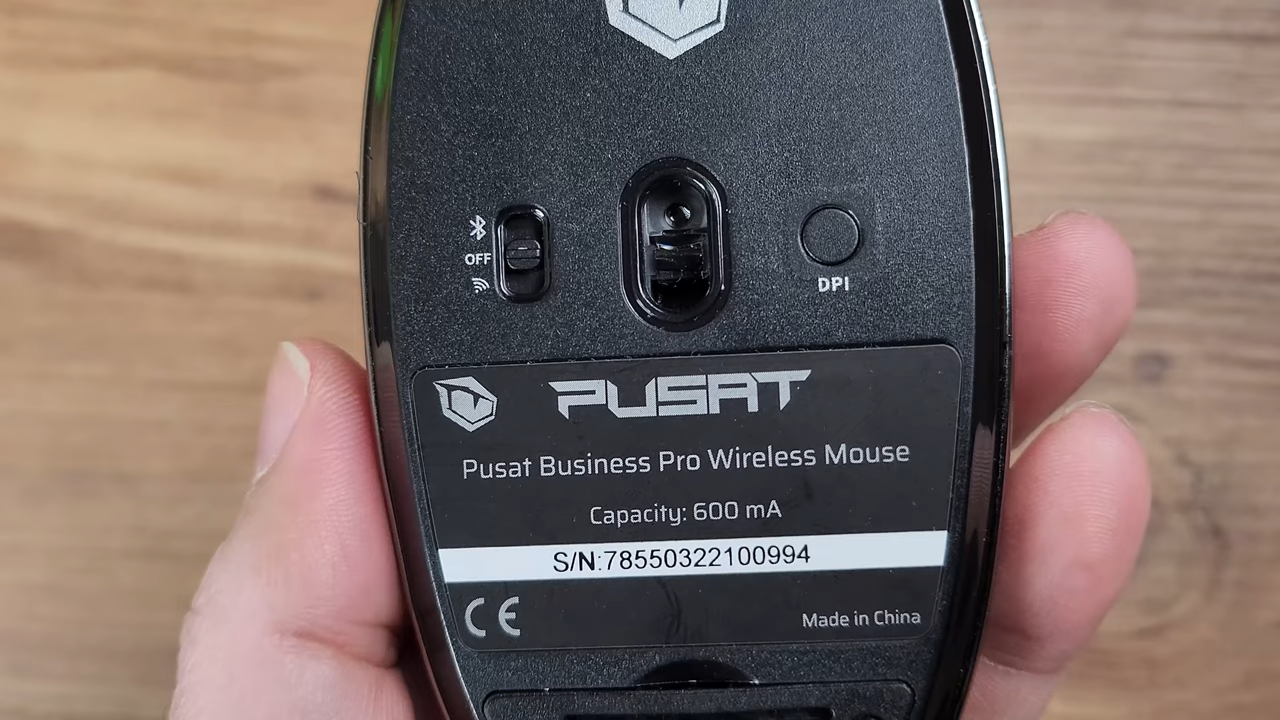 OFF
DPI
PUSAT
Pusat Business Pro Wireless Mouse
Capacity: 600 mA
S/N:78550322100994
CE
Made in China